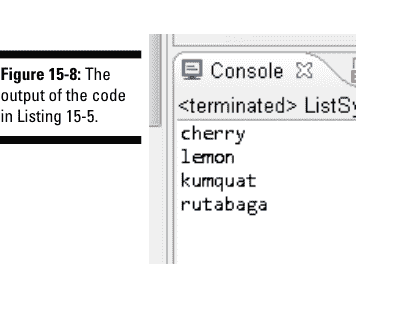 Figure 15-8: The
output of the code
in Listing 15-5.
Console
<terminated> ListSy
cherry
lemon
kumquat
rutabaga